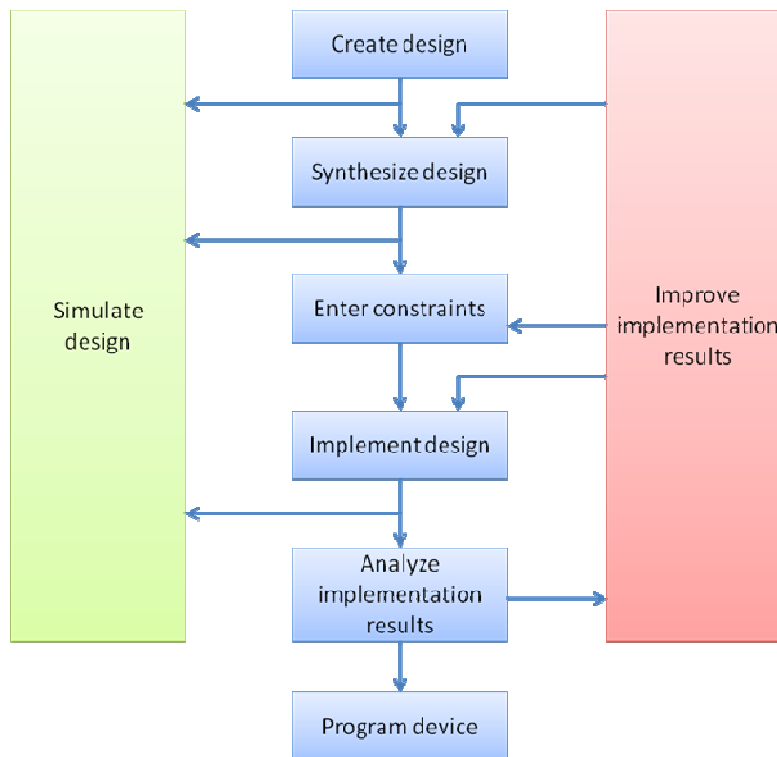 Create design
Synthesize design
Simulate
design
Enter constraints
Improve
implementation
results
Implement design
Analyze
implementation
results
Program device